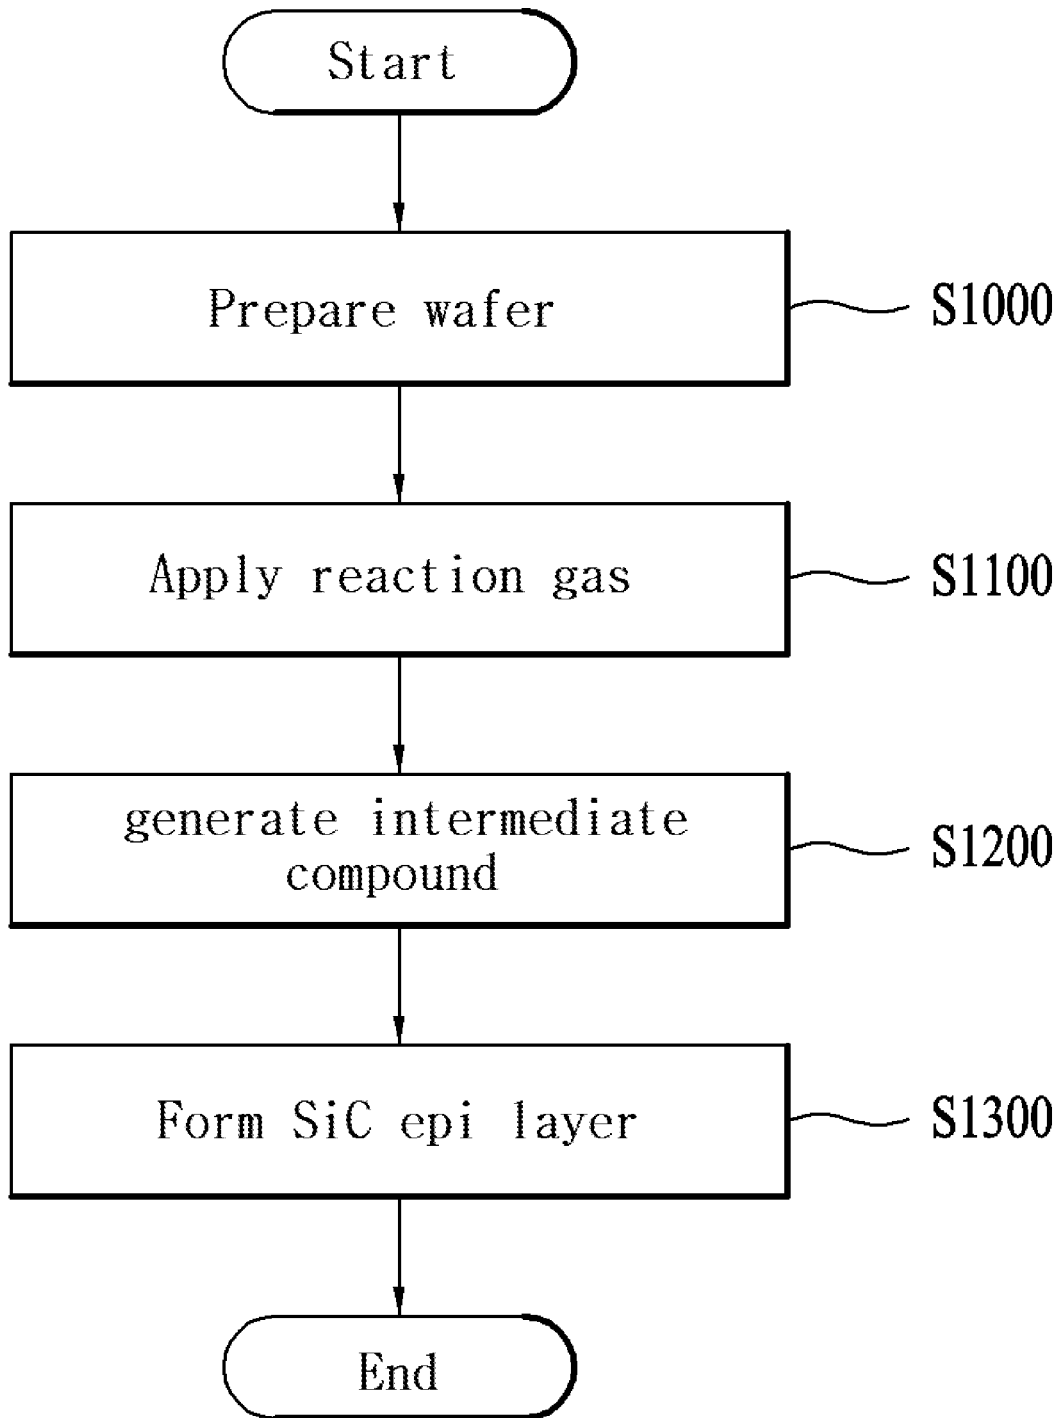 Start
Prepare wafer
S1000
Apply reaction gas
S1100
generate intermediate
compound
S1200
Form SiC epi layer
S1300
End